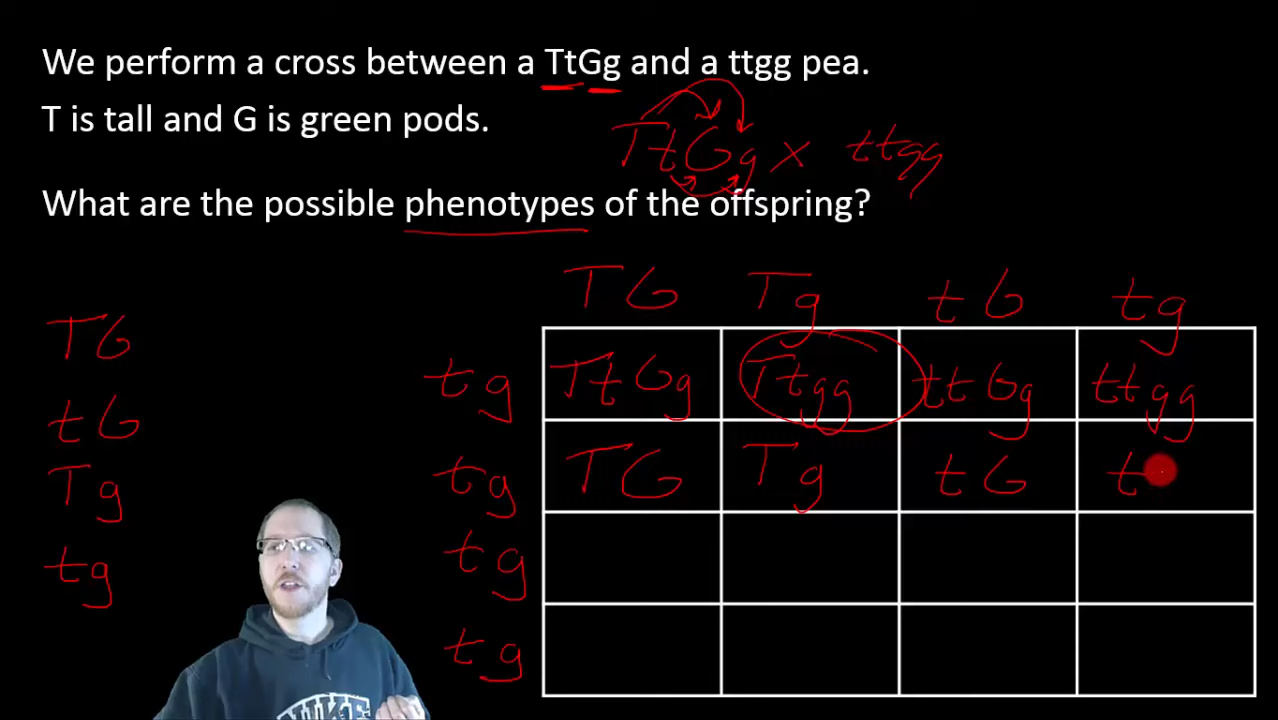 We perform a cross between a TtGg and a ttgg pea.
T is tall and G is green pods.
TtGg x ttgg
What are the possible phenotypes of the offspring?
TG Tg tG tg
TG
tG
Tg
tg
tg TtGg Ttgg ttGg ttgg
tg TG Tg tG t
tg
tg